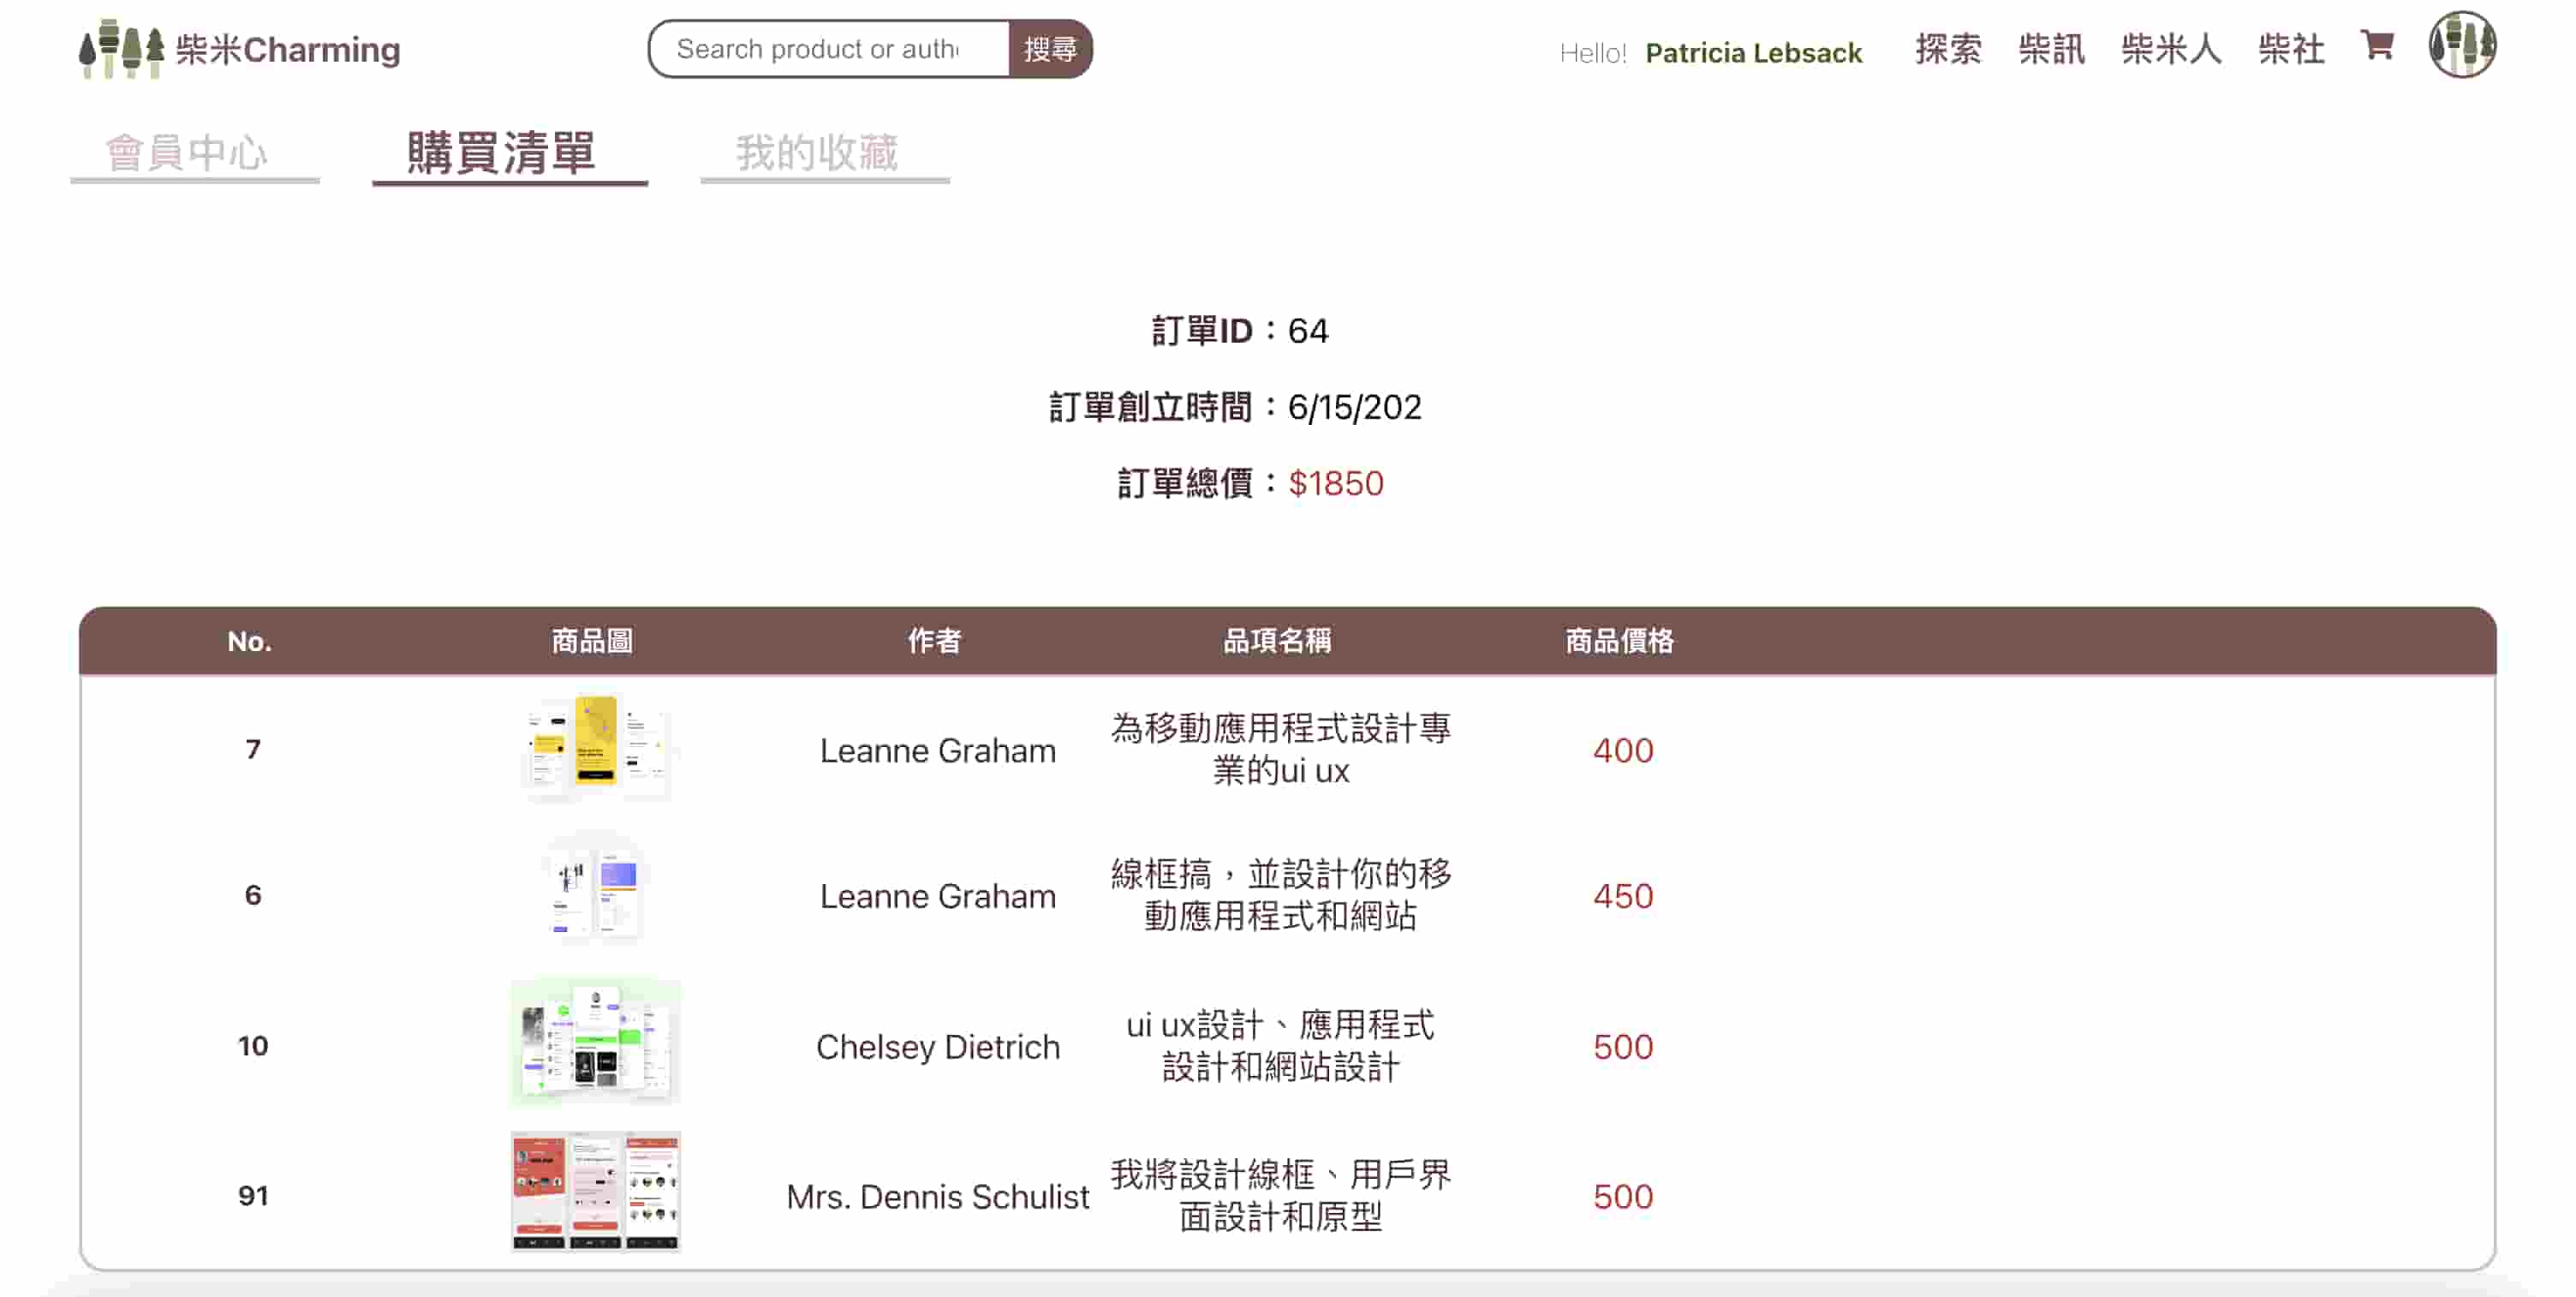 柴米Charming
Search product or auth
搜尋
Hello! Patricia Lebsack
探索
柴訊
柴米人
柴社
會員中心
購買清單
我的收藏
訂單ID：64
訂單創立時間：6/15/202
訂單總價：$1850
No.
商品圖
作者
品項名稱
商品價格
7
Leanne Graham
為移動應用程式設計專
業的ui ux
400
6
Leanne Graham
線框搞，並設計你的移
動應用程式和網站
450
10
Chelsey Dietrich
ui ux設計、應用程式
設計和網站設計
500
91
Mrs. Dennis Schulist
我將設計線框、用戶界
面設計和原型
500